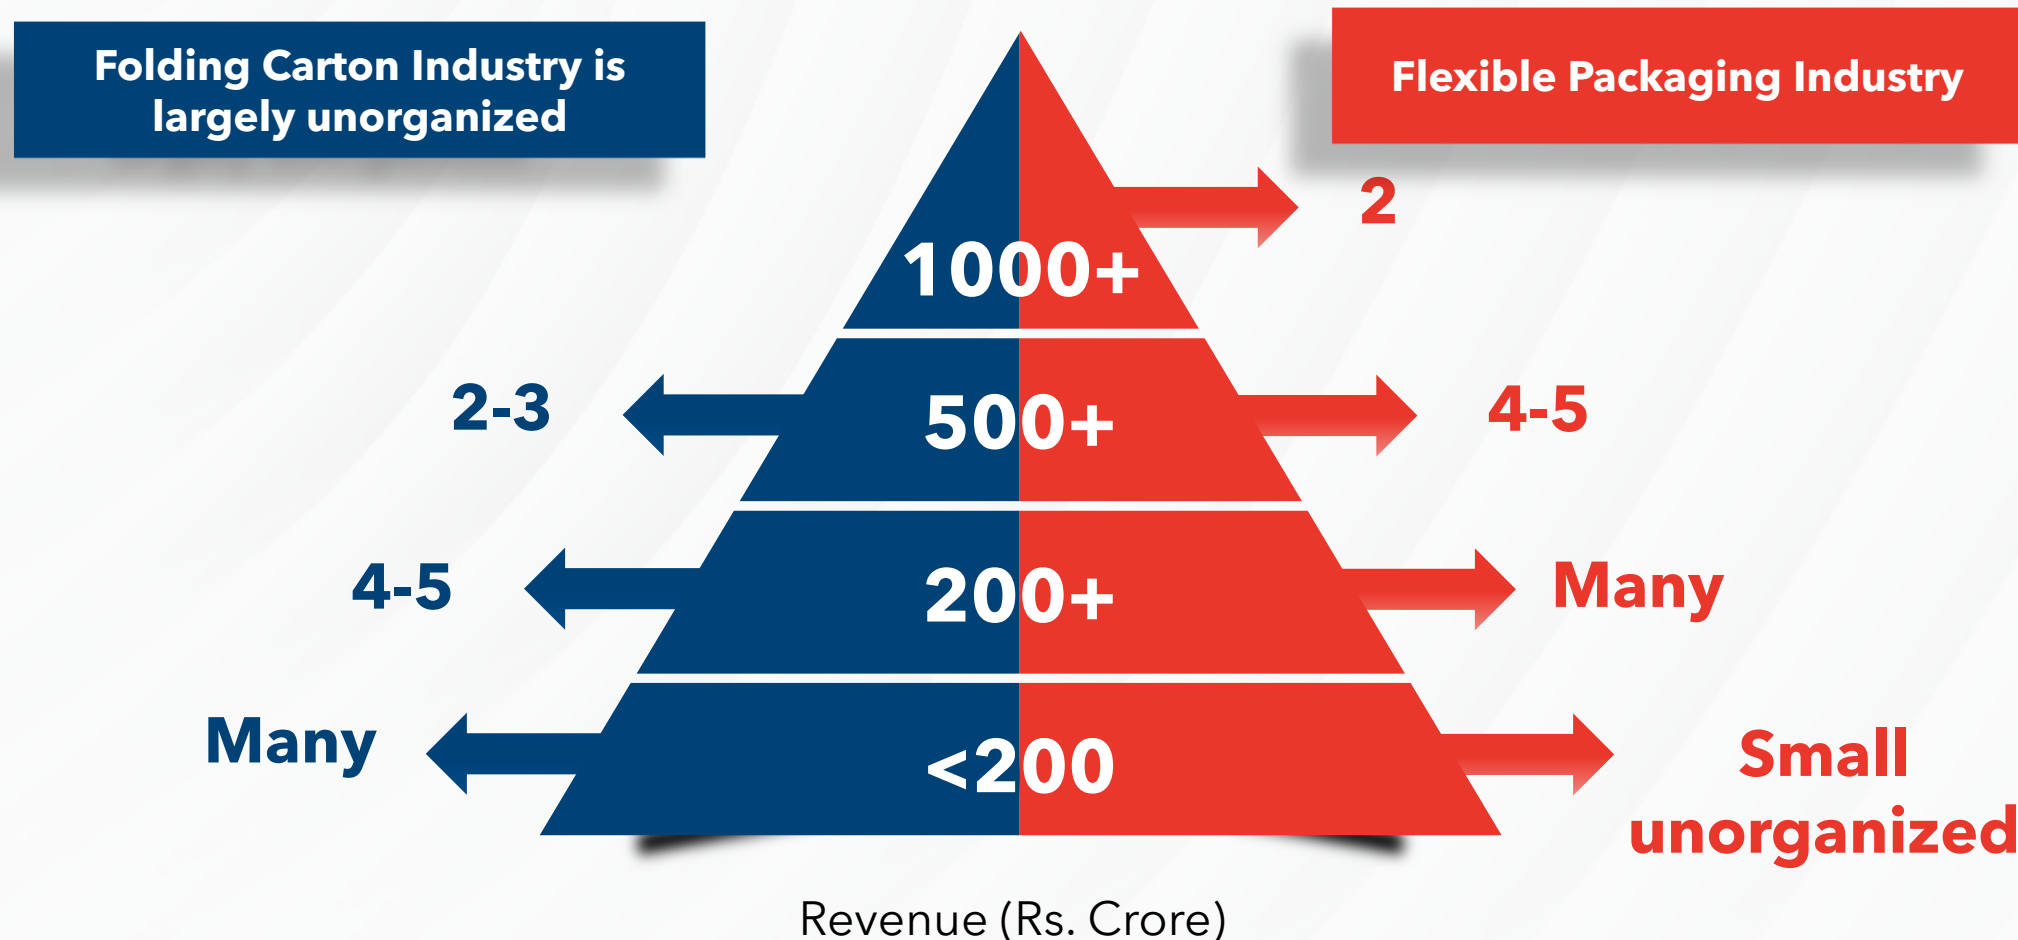 Folding Carton Industry is
largely unorganized
Flexible Packaging Industry
1000+
2
2-3
500+
4-5
4-5
200+
Many
Many
<200
Small
unorganized
Revenue (Rs. Crore)